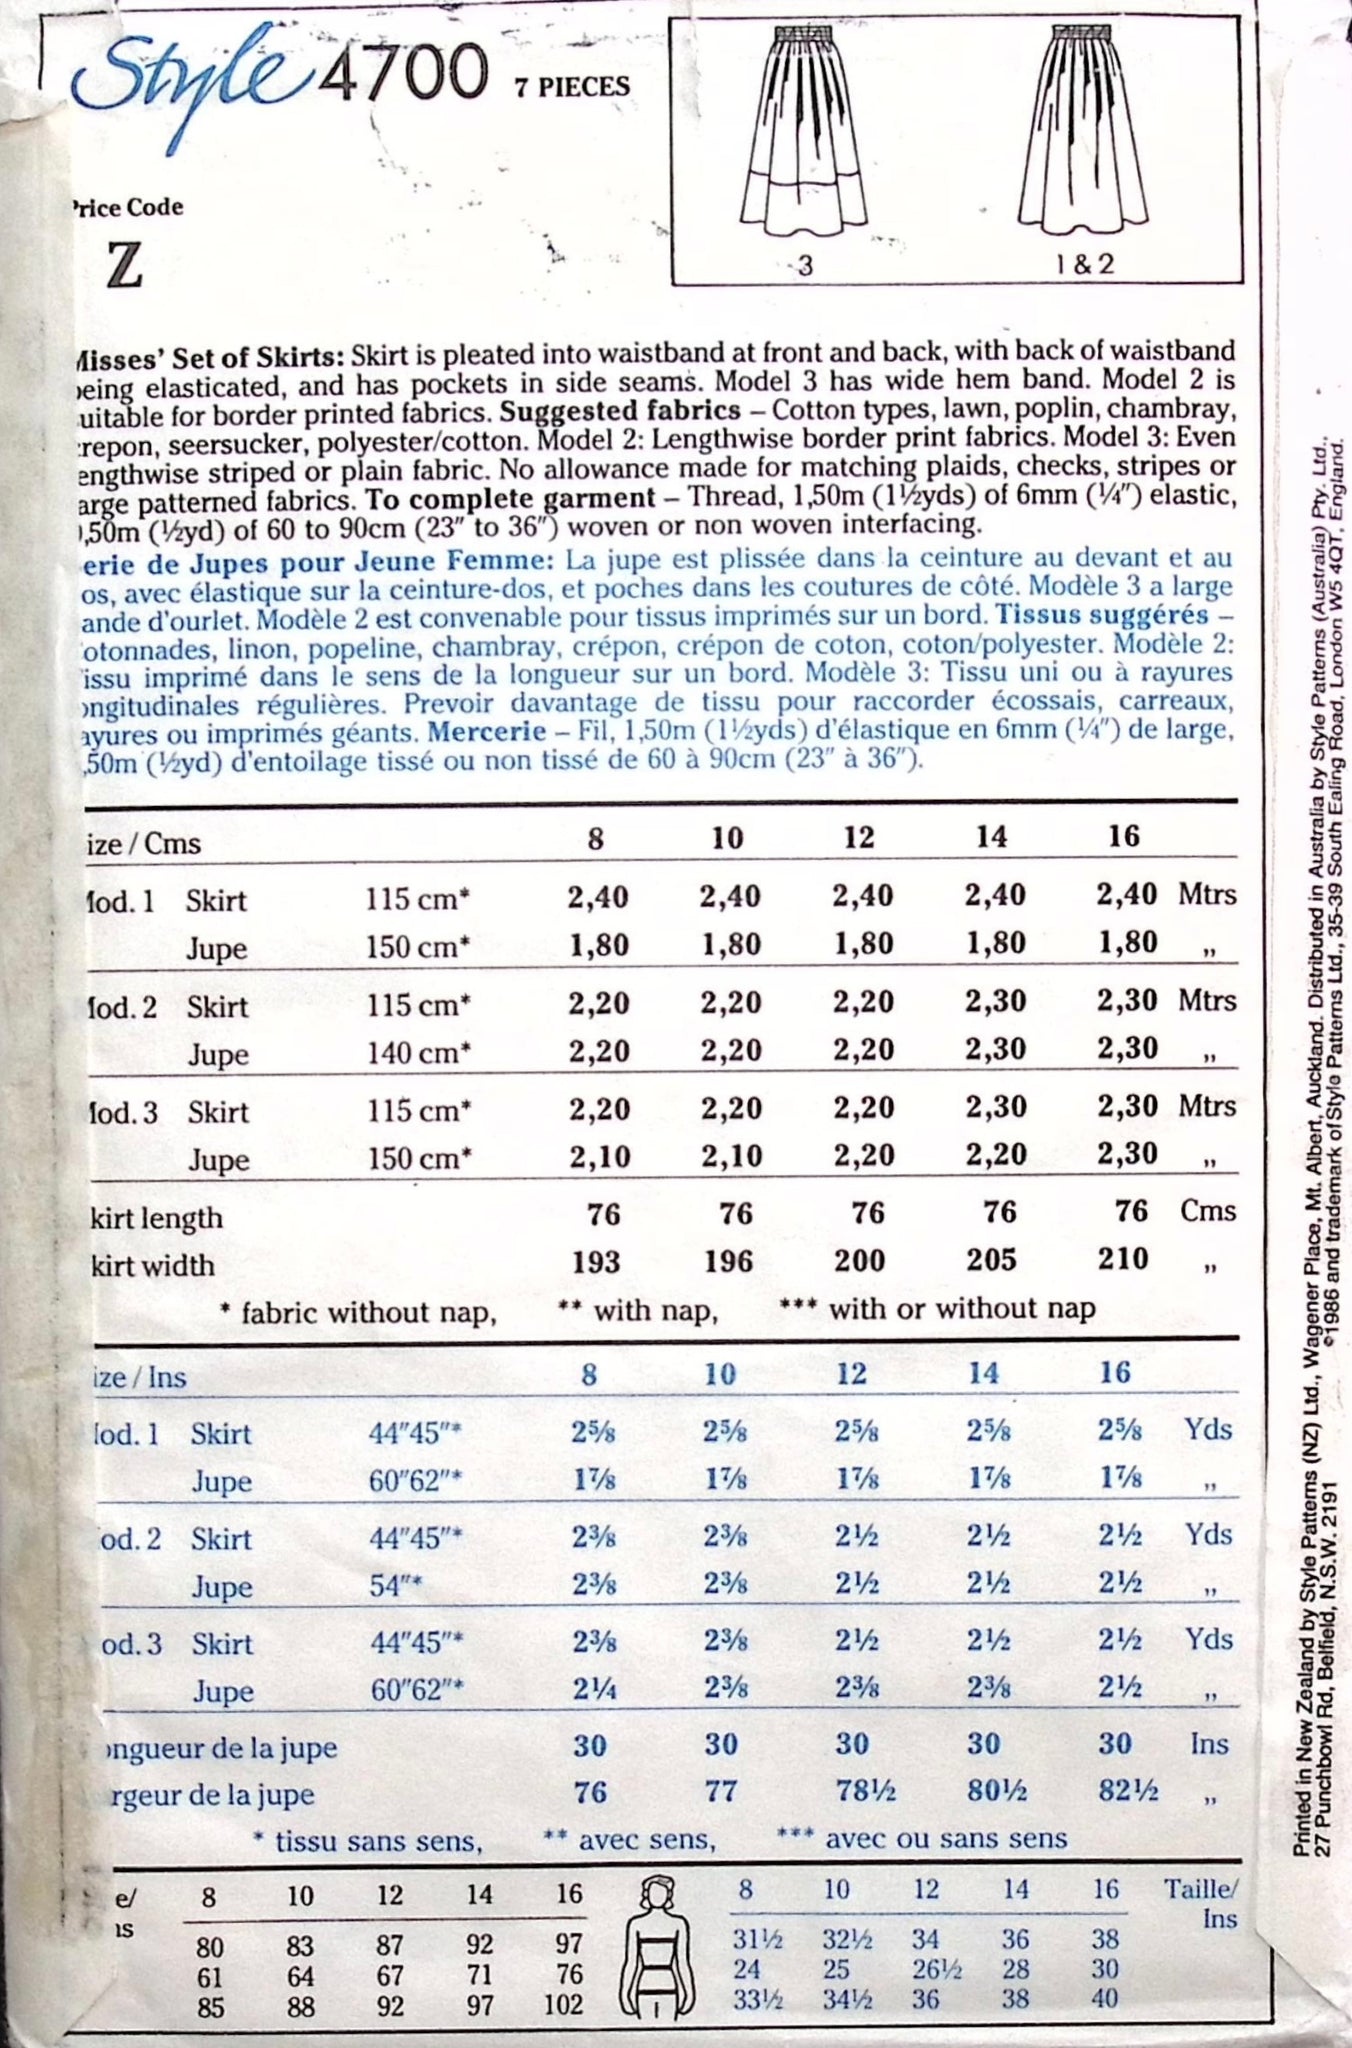 Style 4700 7 PIECES
Price Code
Z
3 1 & 2
Misses' Set of Skirts: Skirt is pleated into waistband at front and back, with back of waistband
being elasticated, and has pockets in side seams. Model 3 has wide hem band. Model 2 is
uitable for border printed fabrics. Suggested fabrics – Cotton types, lawn, poplin, chambray,
repon, seersucker, polyester/cotton. Model 2: Lengthwise border print fabrics. Model 3: Even
engthwise striped or plain fabric. No allowance made for matching plaids, checks, stripes or
arge patterned fabrics. To complete garment – Thread, 1,50m (1½yds) of 6mm (¼") elastic,
,50m (½yd) of 60 to 90cm (23" to 36") woven or non woven interfacing.
erie de Jupes pour Jeune Femme: La jupe est plissée dans la ceinture au devant et au
os, avec élastique sur la ceinture-dos, et poches dans les coutures de côté. Modèle 3 a large
ande d'ourlet. Modèle 2 est convenable pour tissus imprimés sur un bord. Tissus suggérés –
otonnades, linon, popeline, chambray, crépon, crépon de coton, coton/polyester. Modèle 2:
issu imprimé dans le sens de la longueur sur un bord. Modèle 3: Tissu uni ou à rayures
ongitudinales régulières. Prevoir davantage de tissu pour raccorder écossais, carreaux,
ayures ou imprimés géants. Mercerie – Fil, 1,50m (1½yds) d'élastique en 6mm (¼") de large,
,50m (½yd) d'entoilage tissé ou non tissé de 60 à 90cm (23" à 36").
ize / Cms 8 10 12 14 16
Mod. 1 Skirt 115 cm* 2,40 2,40 2,40 2,40 2,40 Mtrs
Jupe 150 cm* 1,80 1,80 1,80 1,80 1,80 ,,
Mod. 2 Skirt 115 cm* 2,20 2,20 2,20 2,30 2,30 Mtrs
Jupe 140 cm* 2,20 2,20 2,20 2,30 2,30 ,,
Mod. 3 Skirt 115 cm* 2,20 2,20 2,20 2,30 2,30 Mtrs
Jupe 150 cm* 2,10 2,10 2,20 2,20 2,30 ,,
kirt length 76 76 76 76 76 Cms
kirt width 193 196 200 205 210 ,,
* fabric without nap, ** with nap, *** with or without nap
ize / Ins 8 10 12 14 16
Mod. 1 Skirt 44"45"* 2⅝ 2⅝ 2⅝ 2⅝ 2⅝ Yds
Jupe 60"62"* 1⅞ 1⅞ 1⅞ 1⅞ 1⅞ ,,
od. 2 Skirt 44"45"* 2⅜ 2⅜ 2½ 2½ 2½ Yds
Jupe 54"* 2⅜ 2⅜ 2½ 2½ 2½ ,,
od. 3 Skirt 44"45"* 2⅜ 2⅜ 2½ 2½ 2½ Yds
Jupe 60"62"* 2¼ 2⅜ 2⅜ 2⅜ 2½ ,,
ongueur de la jupe 30 30 30 30 30 Ins
rgeur de la jupe 76 77 78½ 80½ 82½ ,,
* tissu sans sens, ** avec sens, *** avec ou sans sens
e/ 8 10 12 14 16 8 10 12 14 16 Taille/
ns Ins
80 83 87 92 97 31½ 32½ 34 36 38
61 64 67 71 76 24 25 26½ 28 30
85 88 92 97 102 33½ 34½ 36 38 40
Printed in New Zealand by Style Patterns (NZ) Ltd., Wagener Place, Mt. Albert, Auckland. Distributed in Australia by Style Patterns (Australia) Pty. Ltd.,
27 Punchbowl Rd, Belfield, N.S.W. 2191 ©1986 and trademark of Style Patterns Ltd., 35-39 South Ealing Road, London W5 4QT, England.